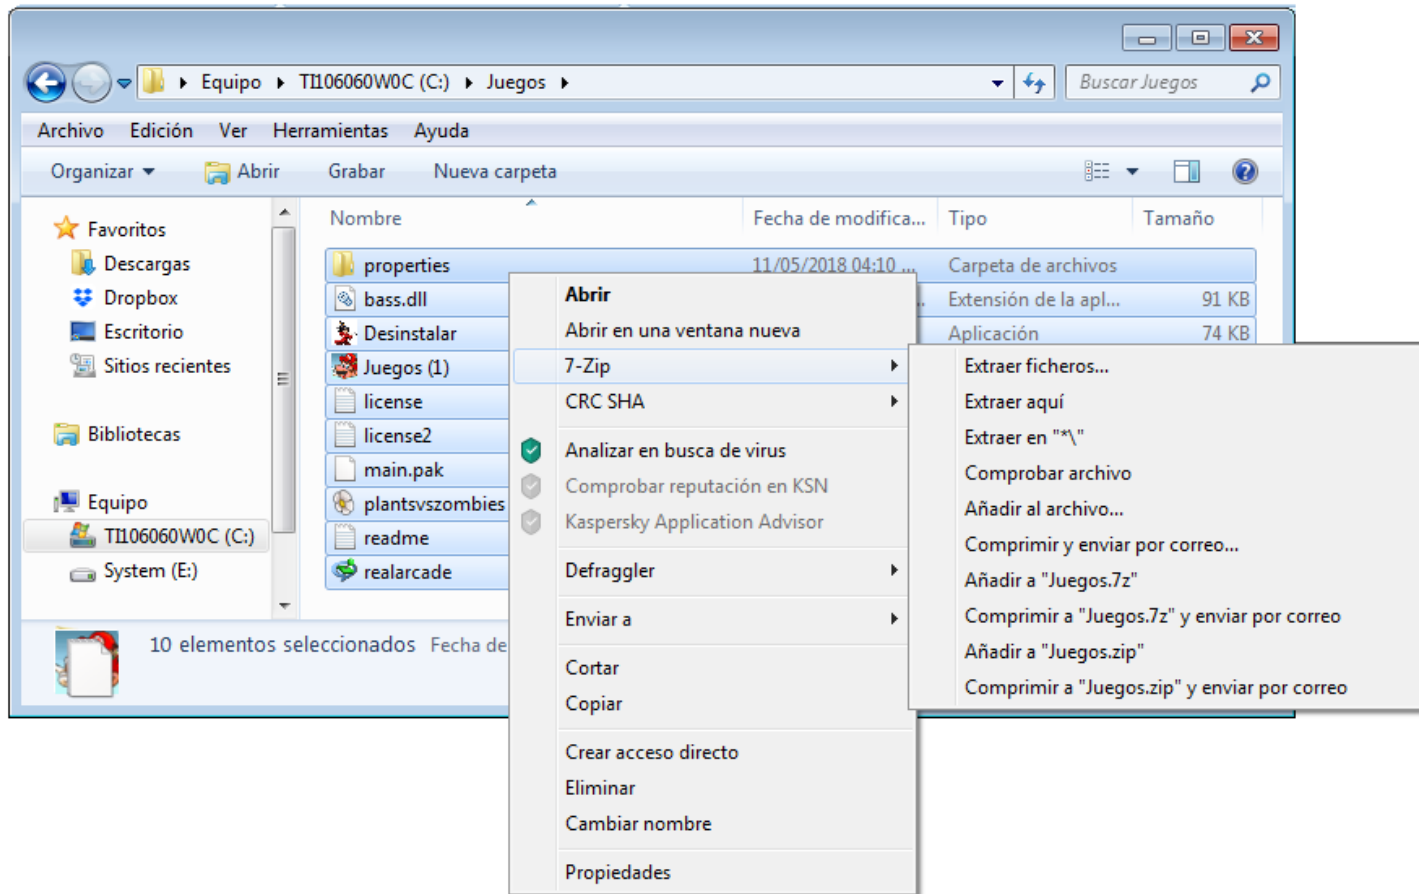 Equipo TI106060W0C (C:) Juegos
Buscar Juegos
Archivo Edición Ver Herramientas Ayuda
Organizar Abrir Grabar Nueva carpeta
Favoritos
Descargas
Dropbox
Escritorio
Sitios recientes
Bibliotecas
Equipo
TI106060W0C (C:)
System (E:)
Nombre Fecha de modifica... Tipo Tamaño
properties 11/05/2018 04:10 ... Carpeta de archivos
bass.dll Extensión de la apl... 91 KB
Desinstalar Aplicación 74 KB
Juegos (1)
license
license2
main.pak
plantsvszombies
readme
realarcade
10 elementos seleccionados Fecha de
Abrir
Abrir en una ventana nueva
7-Zip
CRC SHA
Analizar en busca de virus
Comprobar reputación en KSN
Kaspersky Application Advisor
Defraggler
Enviar a
Cortar
Copiar
Crear acceso directo
Eliminar
Cambiar nombre
Propiedades
Extraer ficheros...
Extraer aquí
Extraer en "*\"
Comprobar archivo
Añadir al archivo...
Comprimir y enviar por correo...
Añadir a "Juegos.7z"
Comprimir a "Juegos.7z" y enviar por correo
Añadir a "Juegos.zip"
Comprimir a "Juegos.zip" y enviar por correo